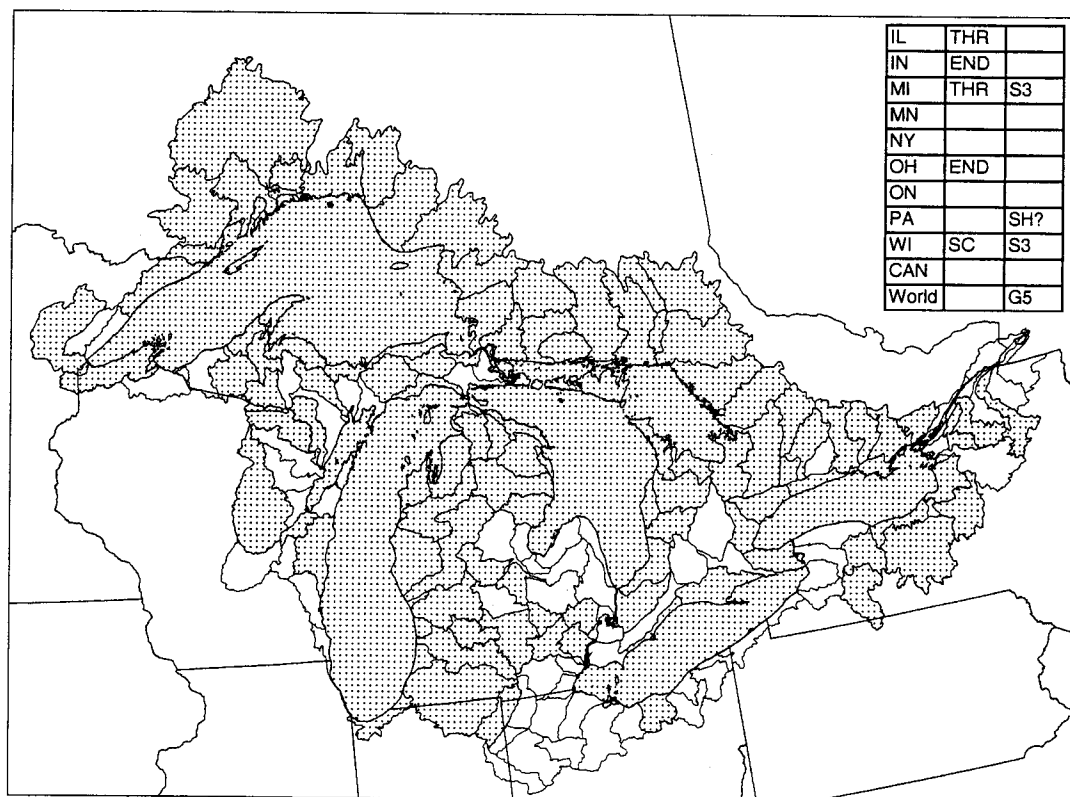 IL THR
IN END
MI THR S3
MN
NY
OH END
ON
PA SH?
WI SC S3
CAN
World G5